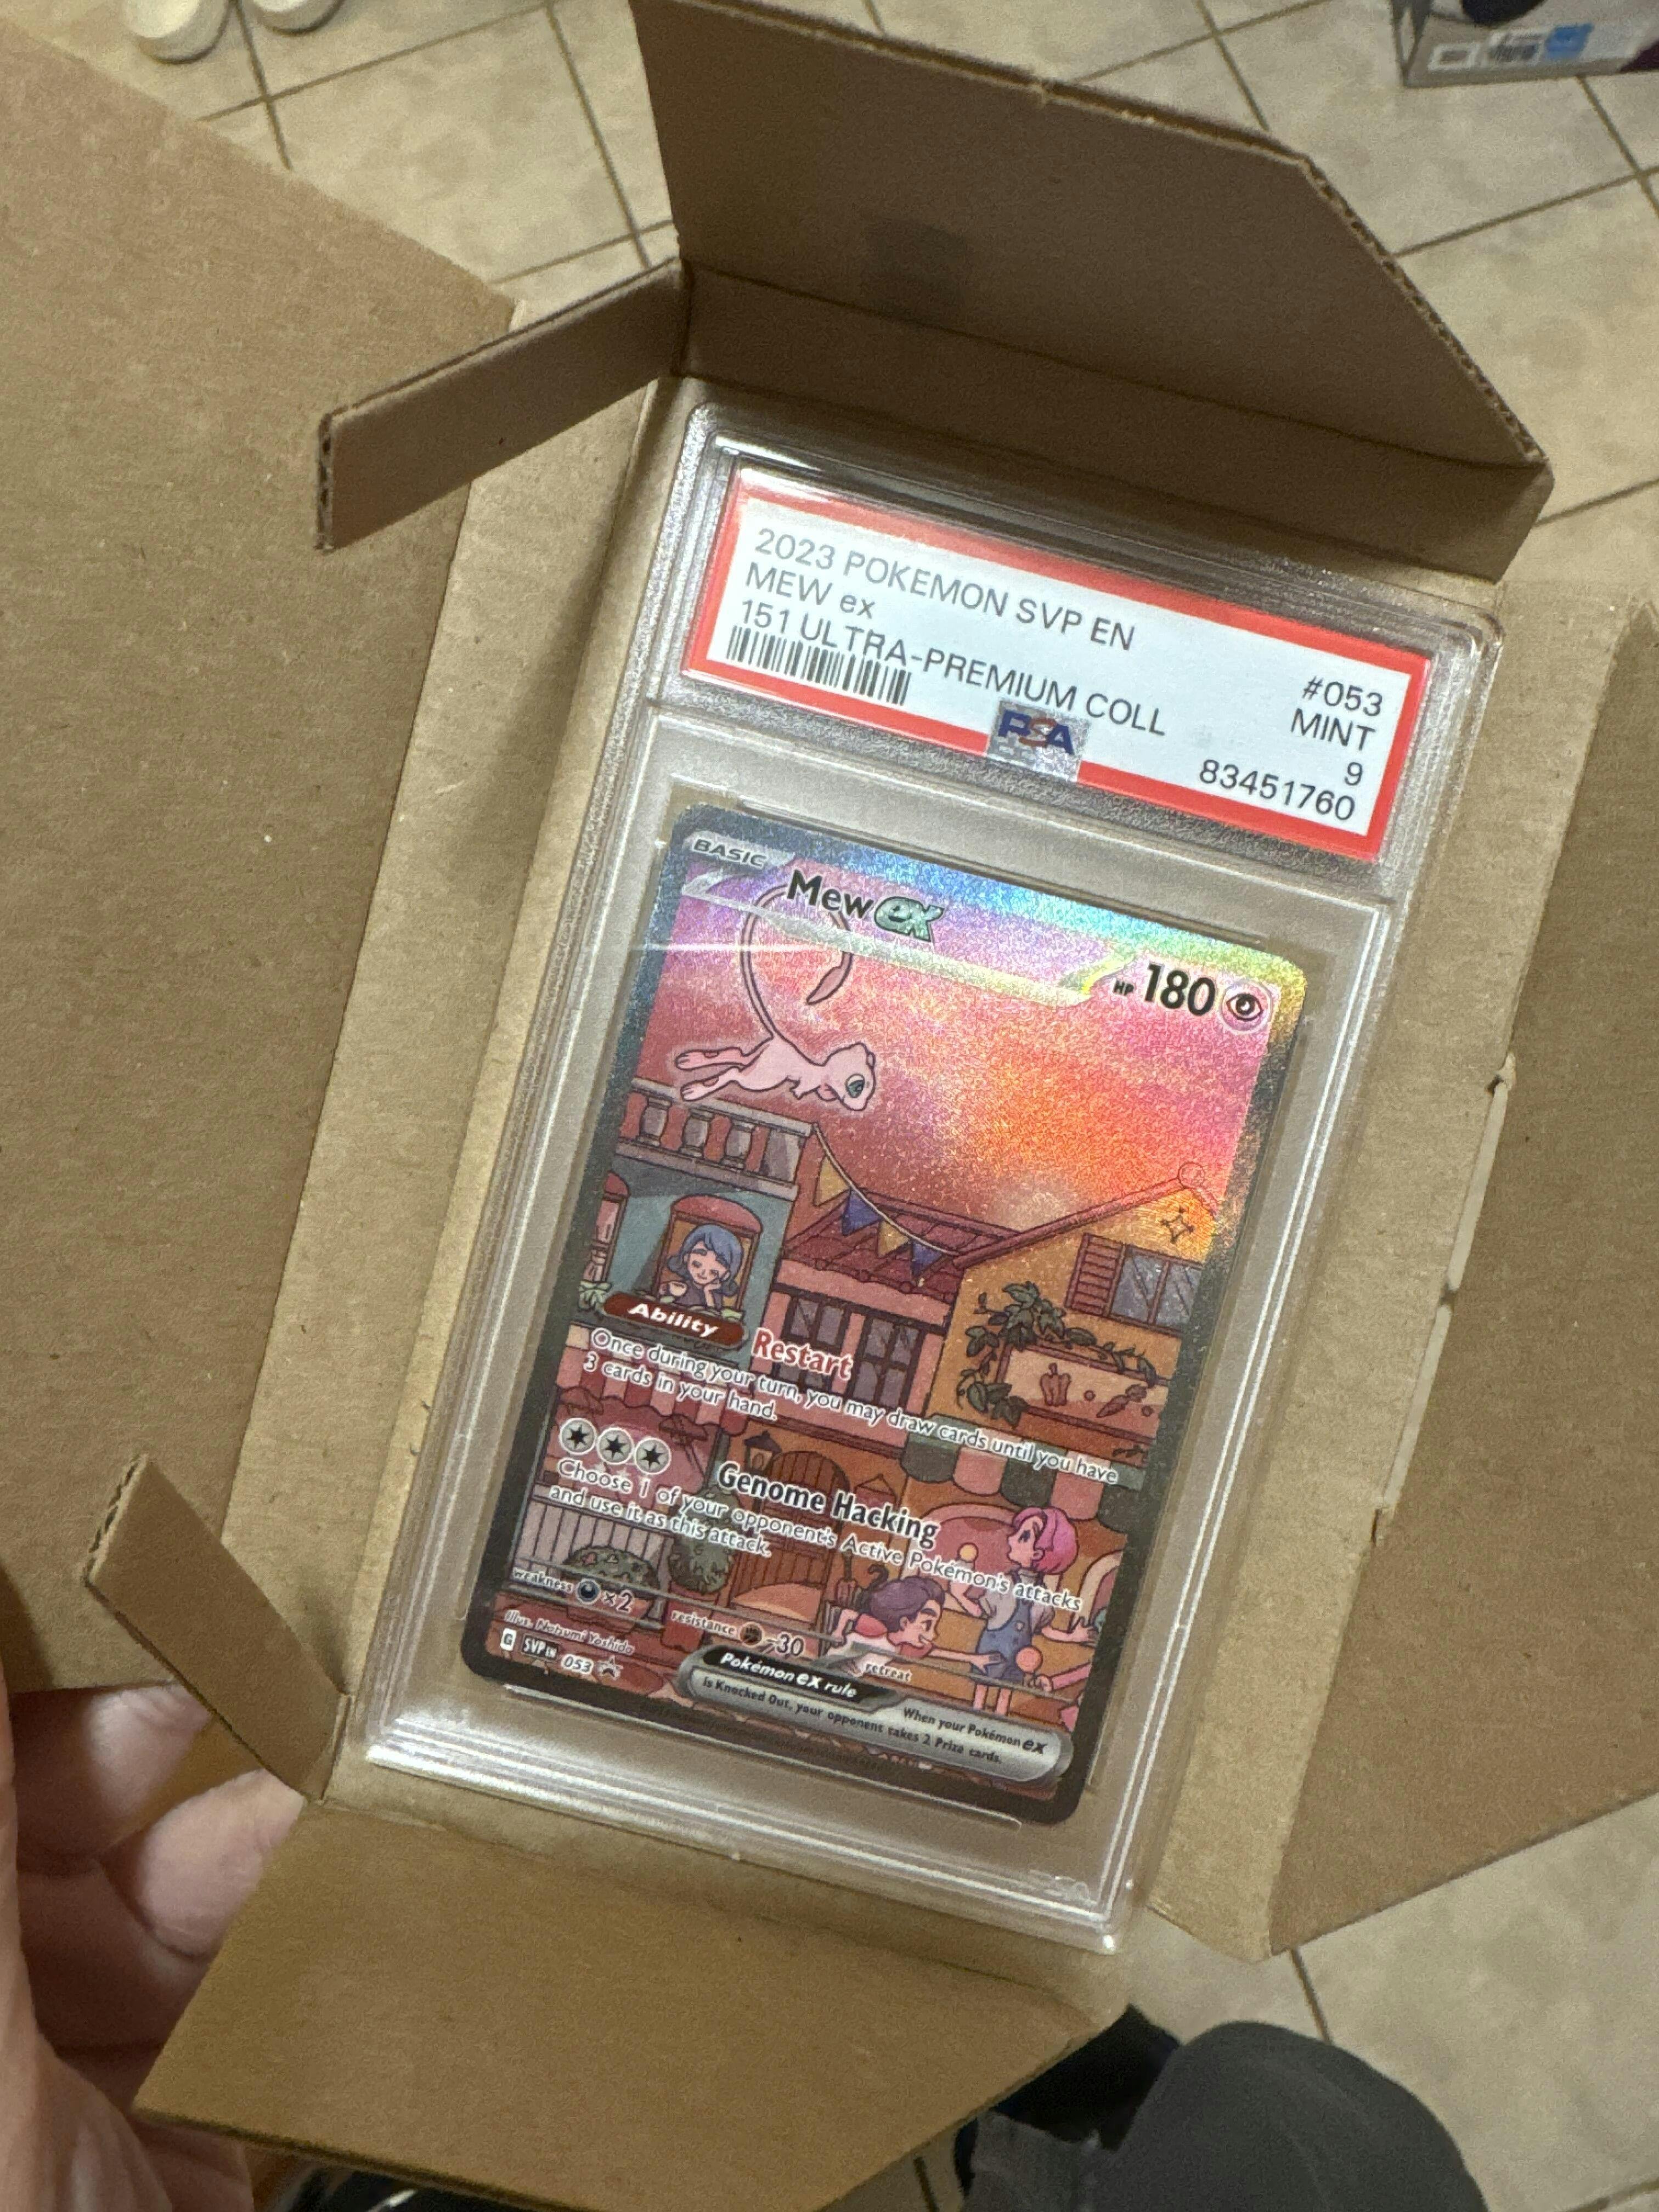 2023 POKEMON SVP EN
#053
MEW ex
MINT
151 ULTRA-PREMIUM COLL
9
PSA
83451760
BASIC
Mew ex
HP 180
Ability Restart
Once during your turn, you may draw cards until you have
3 cards in your hand.
Genome Hacking
Choose 1 of your opponent's Active Pokémon's attacks
and use it as this attack.
weakness ×2
resistance -30
retreat
Illus. Natsumi Yoshida
G SVP EN 053
Pokémon ex rule
When your Pokémon ex
is Knocked Out, your opponent takes 2 Prize cards.